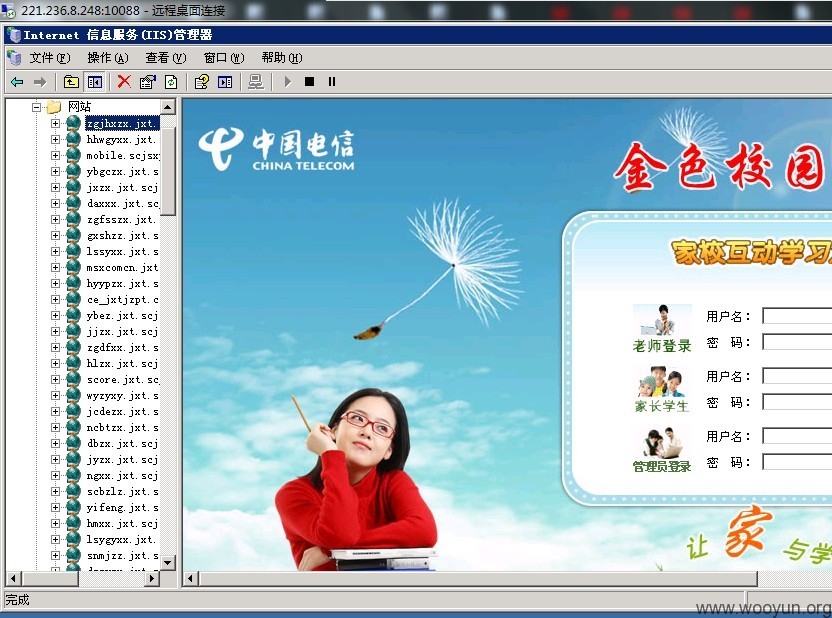 221.236.8.248:10088 - 远程桌面连接
Internet 信息服务(IIS)管理器
文件(F) 操作(A) 查看(V) 窗口(W) 帮助(H)
网站
zgjhxzx.jxt.
hhwgyxx.jxt.
mobile.scjsx
ybgczx.jxt.s
jxzx.jxt.scj
daxxx.jxt.sc
zgfsszx.jxt.
gxshzz.jxt.s
lssyxx.jxt.s
msxcomcn.jxt
hyypzx.jxt.s
ce_jxtjzpt.c
ybez.jxt.scj
jjzx.jxt.scj
zgdfxx.jxt.s
hlzx.jxt.scj
score.jxt.sc
wyzyxy.jxt.s
jcdezx.jxt.s
ncbtzx.jxt.s
dbzx.jxt.scj
jyzx.jxt.scj
ngxx.jxt.scj
scbzlz.jxt.s
yifeng.jxt.s
hmxx.jxt.scj
lsygyxx.jxt.
snmjzz.jxt.s
中国电信
CHINA TELECOM
金色校园
家校互动学习
老师登录
用户名：
密 码：
家长学生
用户名：
密 码：
管理员登录
用户名：
密 码：
让家与学
完成
www.wooyun.org